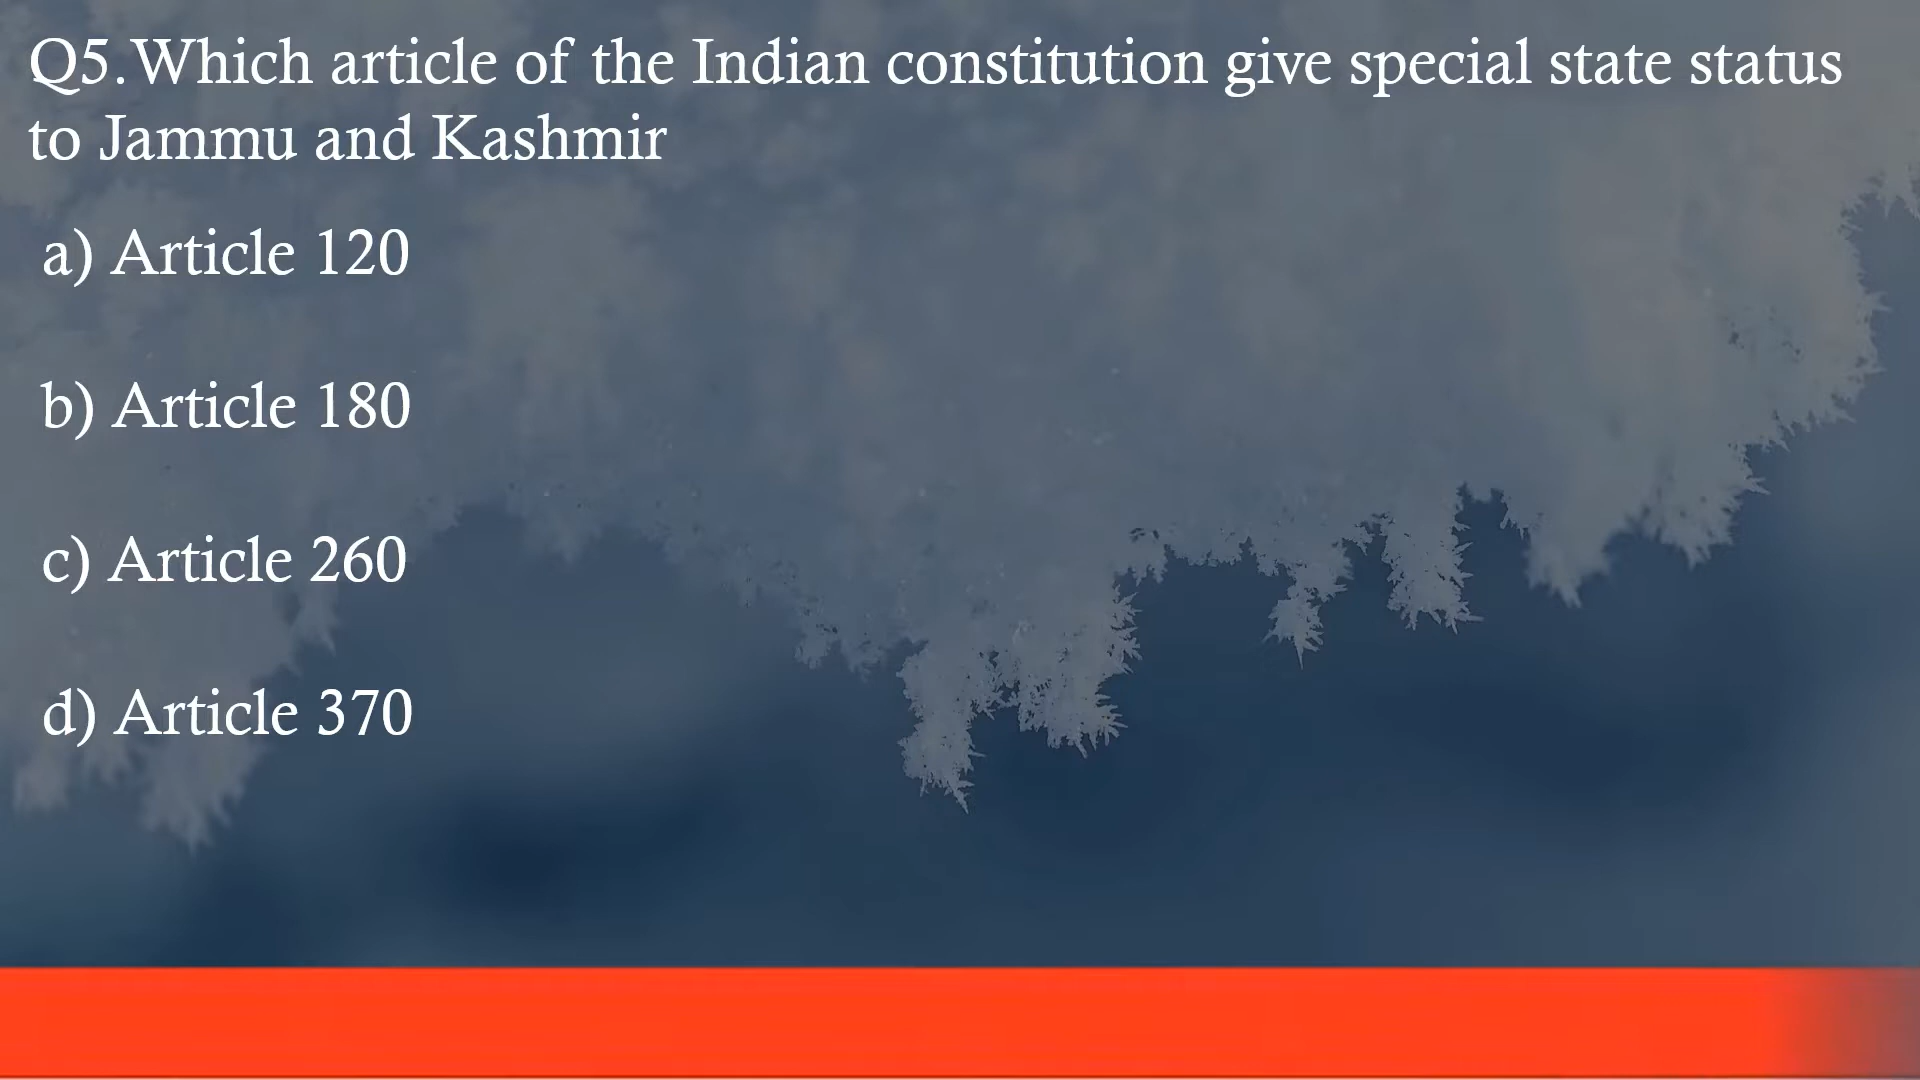 Q5.Which article of the Indian constitution give special state status
to Jammu and Kashmir
a) Article 120
b) Article 180
c) Article 260
d) Article 370